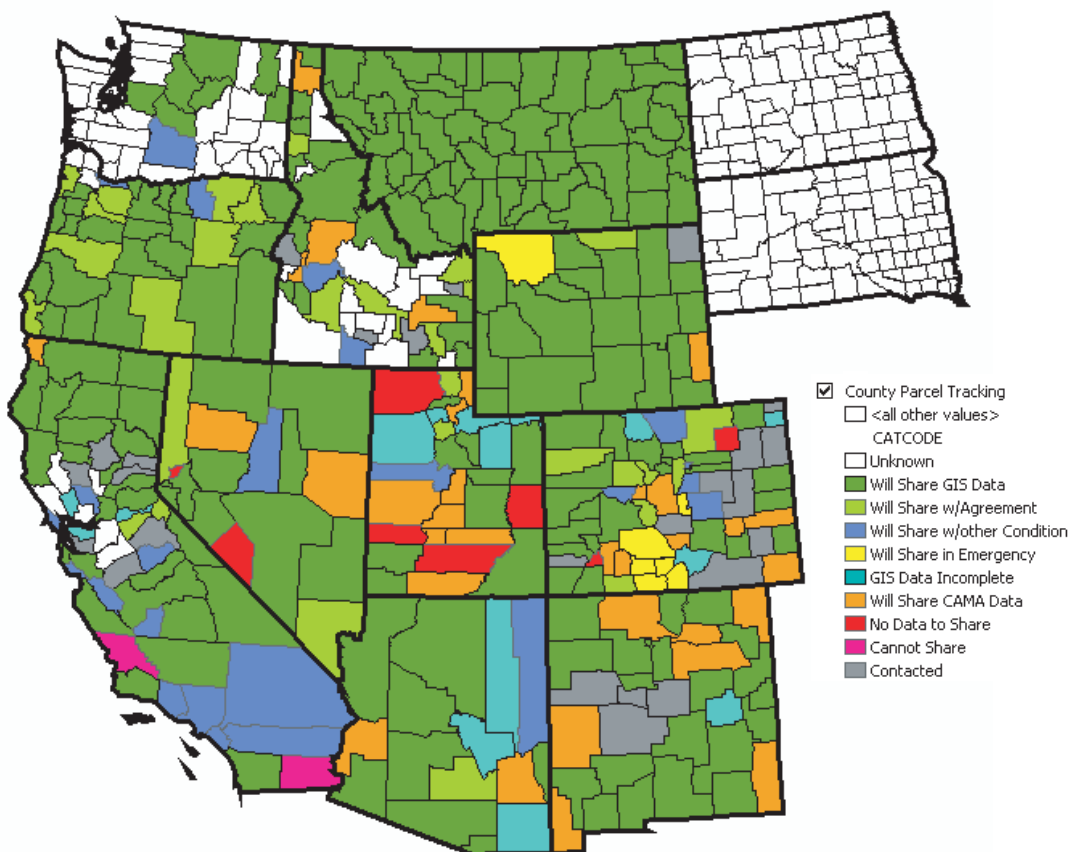 County Parcel Tracking
<all other values>
CATCODE
Unknown
Will Share GIS Data
Will Share w/Agreement
Will Share w/other Condition
Will Share in Emergency
GIS Data Incomplete
Will Share CAMA Data
No Data to Share
Cannot Share
Contacted